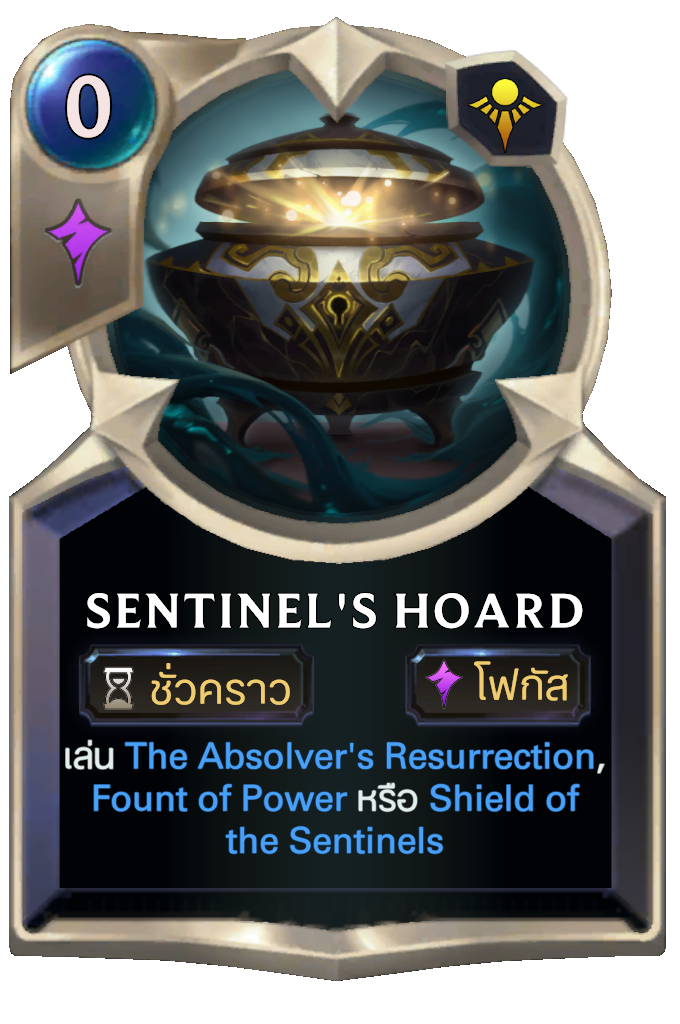 0
SENTINEL'S HOARD
ชั่วคราว
โฟกัส
เล่น The Absolver's Resurrection,
Fount of Power หรือ Shield of
the Sentinels